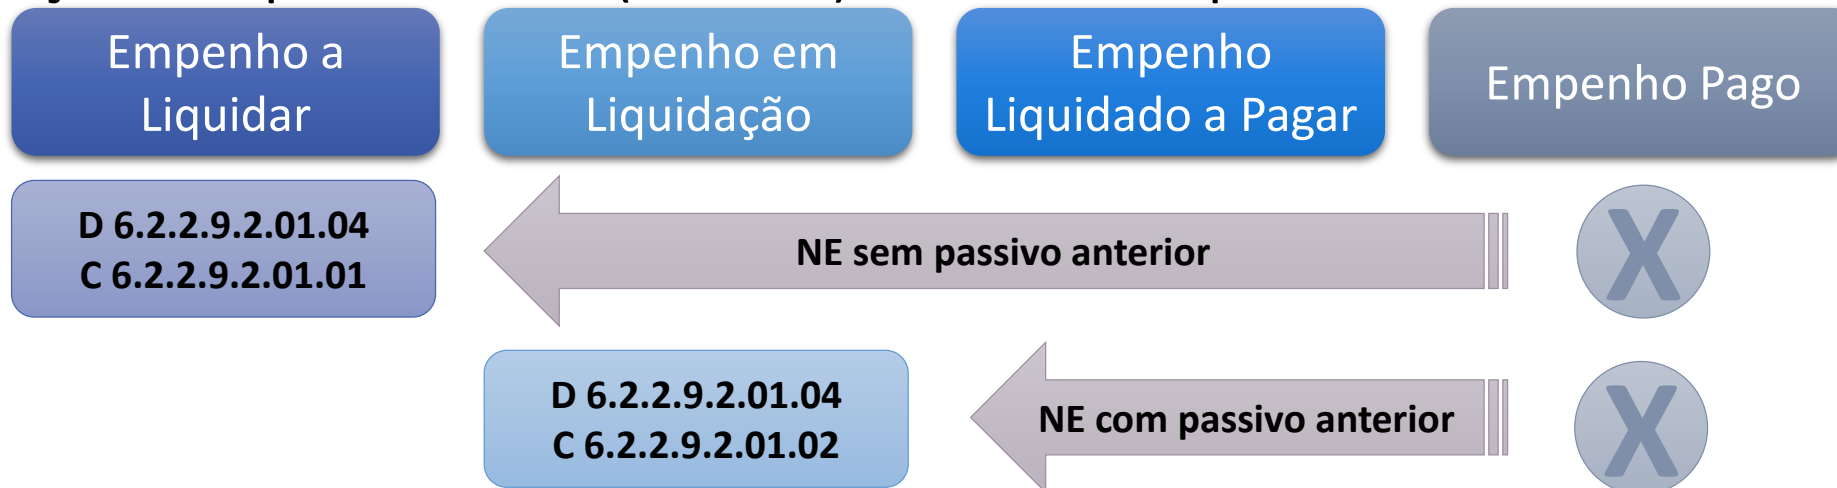 Empenho a
Liquidar
Empenho em
Liquidação
Empenho
Liquidado a Pagar
Empenho Pago
D 6.2.2.9.2.01.04
C 6.2.2.9.2.01.01
NE sem passivo anterior
X
D 6.2.2.9.2.01.04
C 6.2.2.9.2.01.02
NE com passivo anterior
X